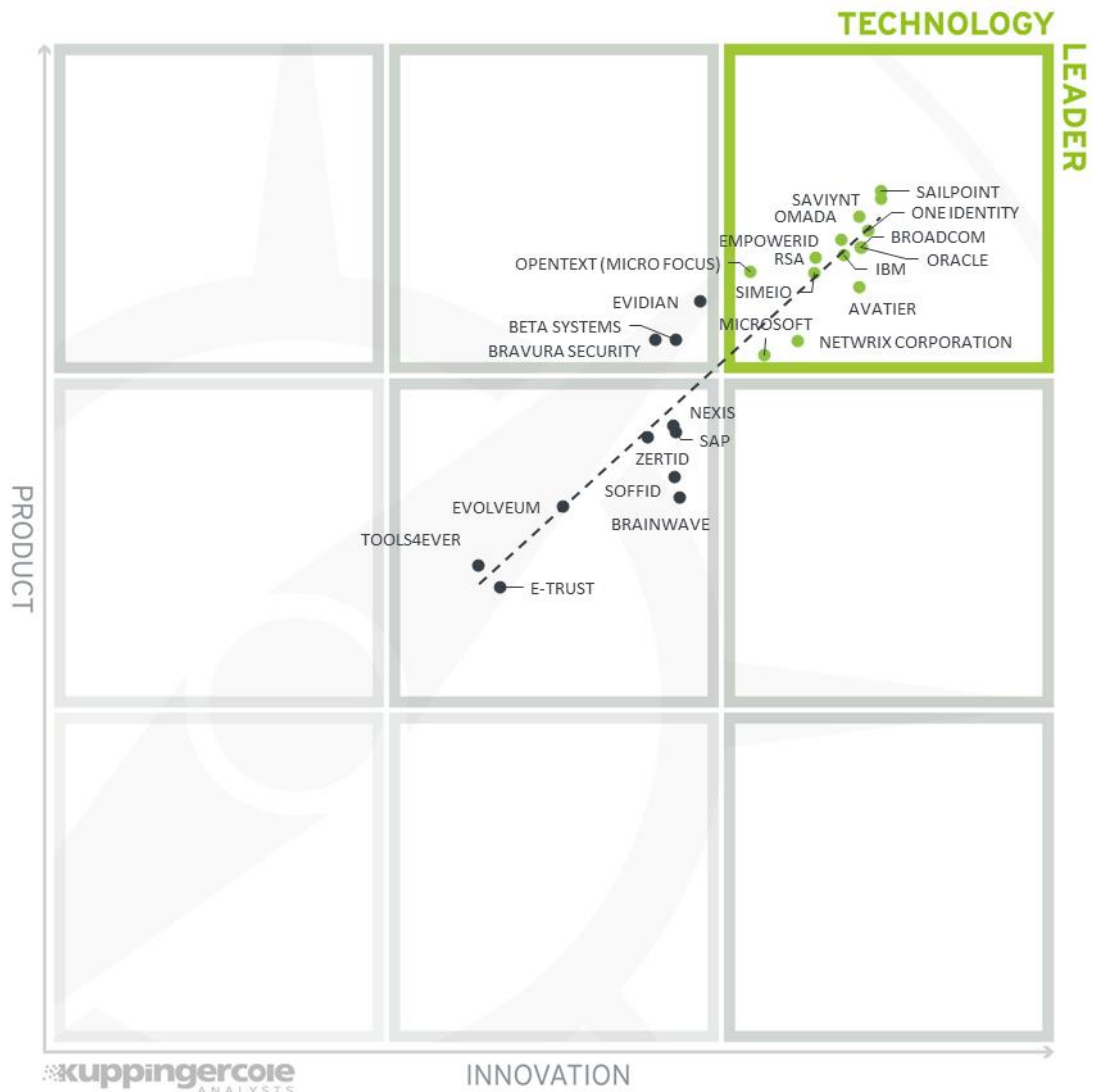 TECHNOLOGY
LEADER
SAILPOINT
SAVIYNT
OMADA
ONE IDENTITY
EMPOWERID
BROADCOM
RSA
ORACLE
OPENTEXT (MICRO FOCUS)
IBM
SIMEIO
EVIDIAN
AVATIER
BETA SYSTEMS
MICROSOFT
BRAVURA SECURITY
NETWRIX CORPORATION
NEXIS
SAP
ZERTID
SOFFID
EVOLVEUM
BRAINWAVE
TOOLS4EVER
E-TRUST
PRODUCT
kuppingercole
ANALYSTS
INNOVATION